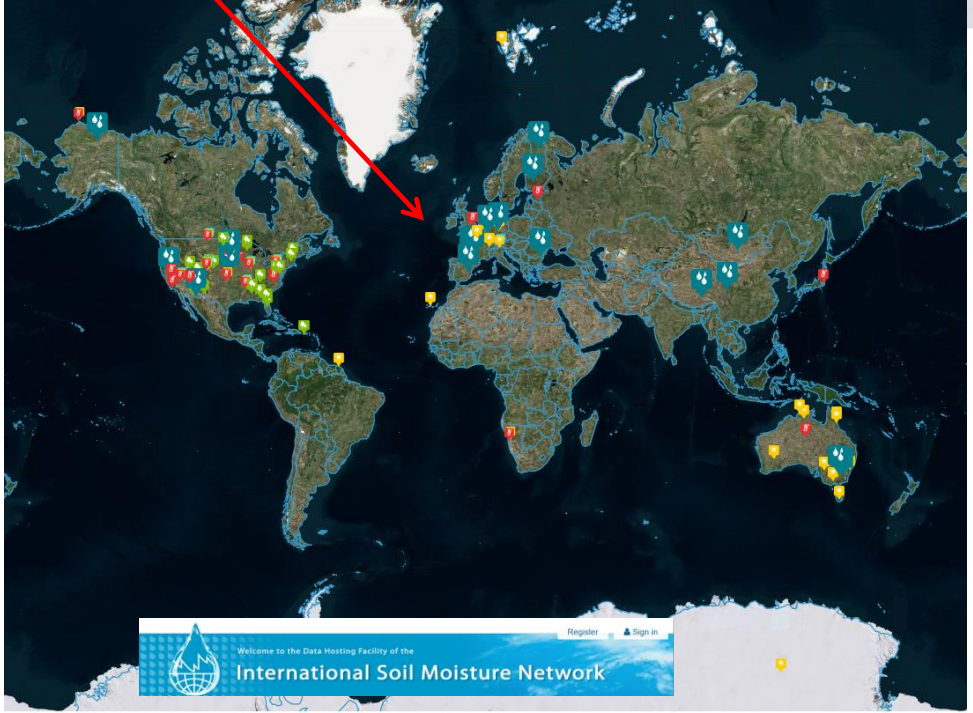 Register Sign in
Welcome to the Data Hosting Facility of the
International Soil Moisture Network